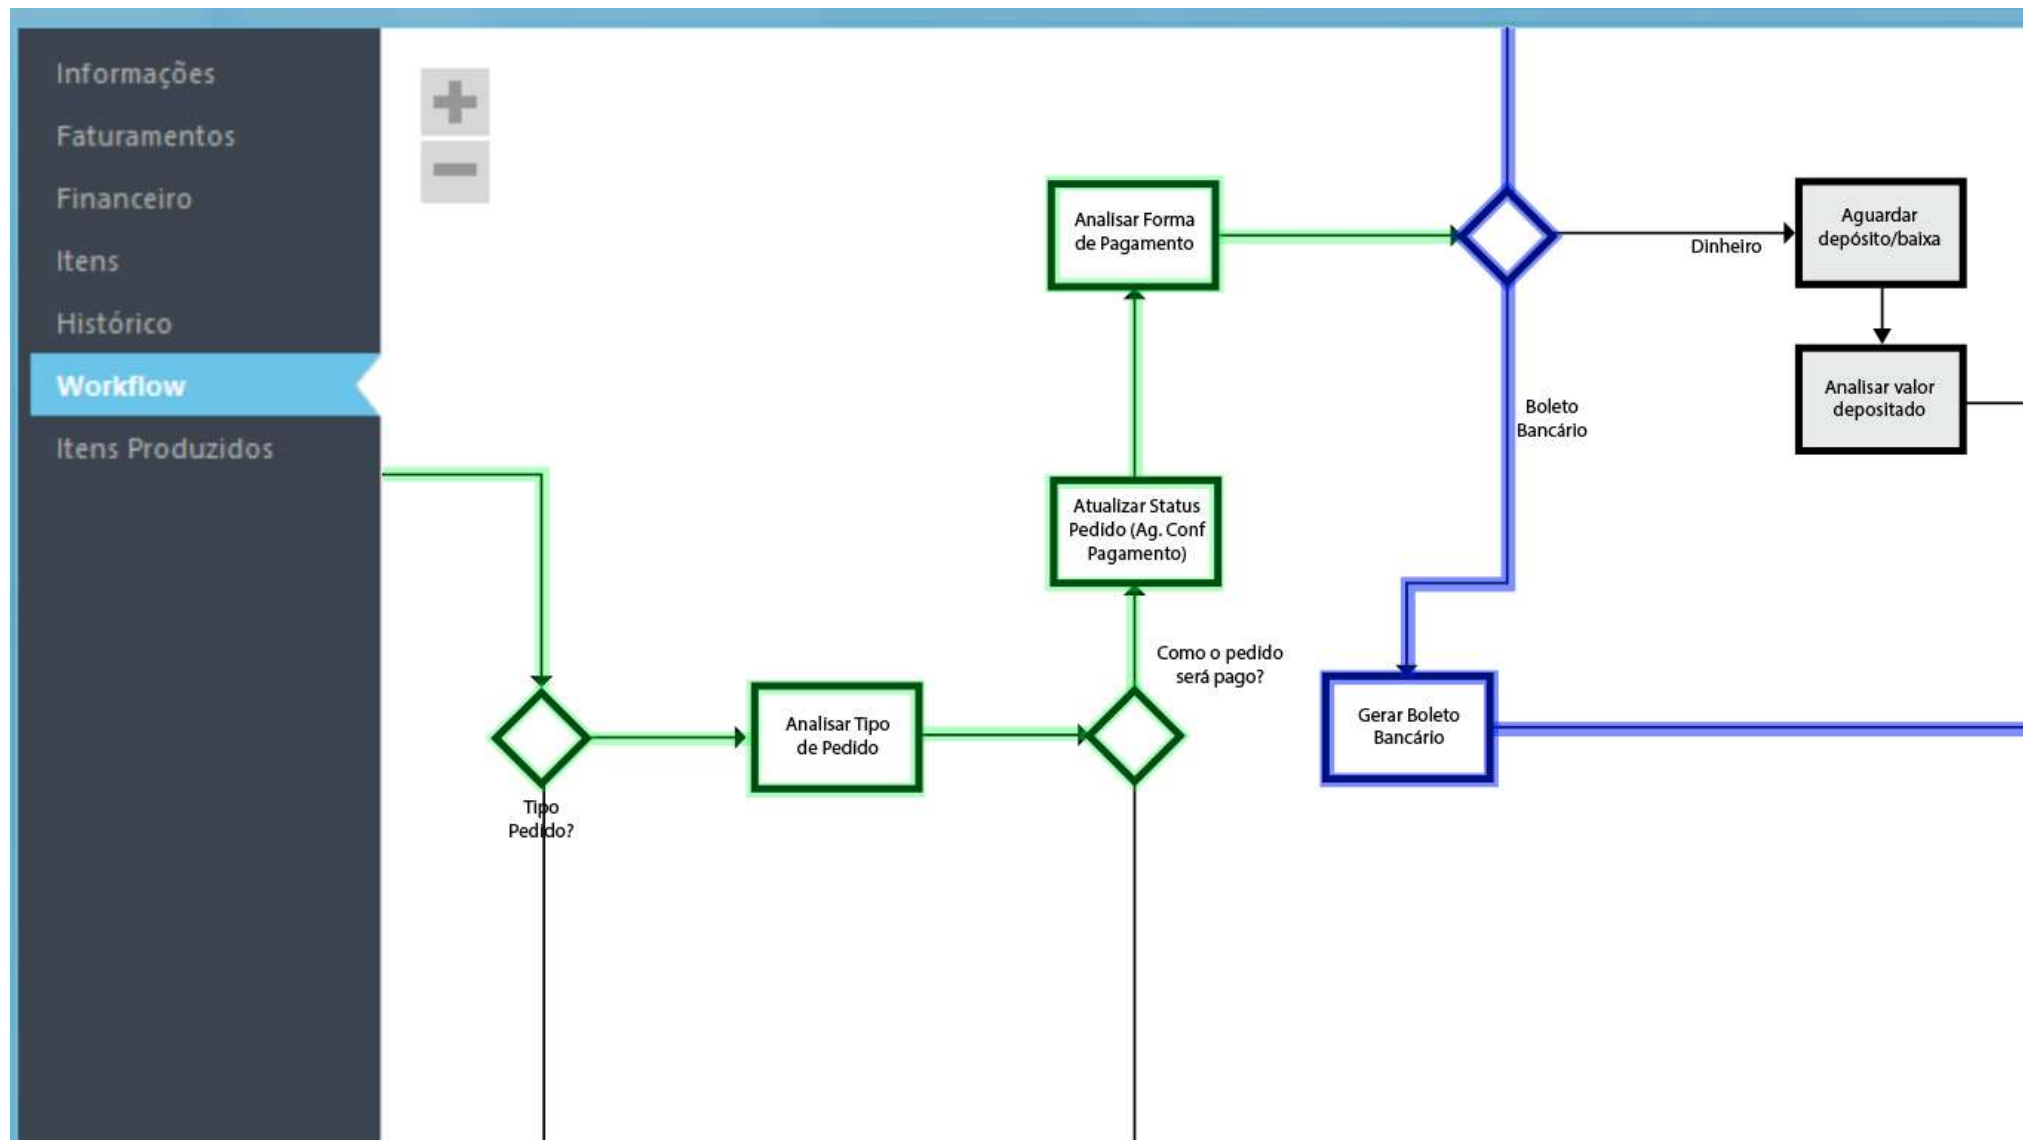 Informações
Faturamentos
Financeiro
Itens
Histórico
Workflow
Itens Produzidos
Analisar Forma
de Pagamento
Dinheiro
Aguardar
depósito/baixa
Analisar valor
depositado
Boleto
Bancário
Atualizar Status
Pedido (Ag. Conf
Pagamento)
Como o pedido
será pago?
Analisar Tipo
de Pedido
Gerar Boleto
Bancário
Tipo
Pedido?